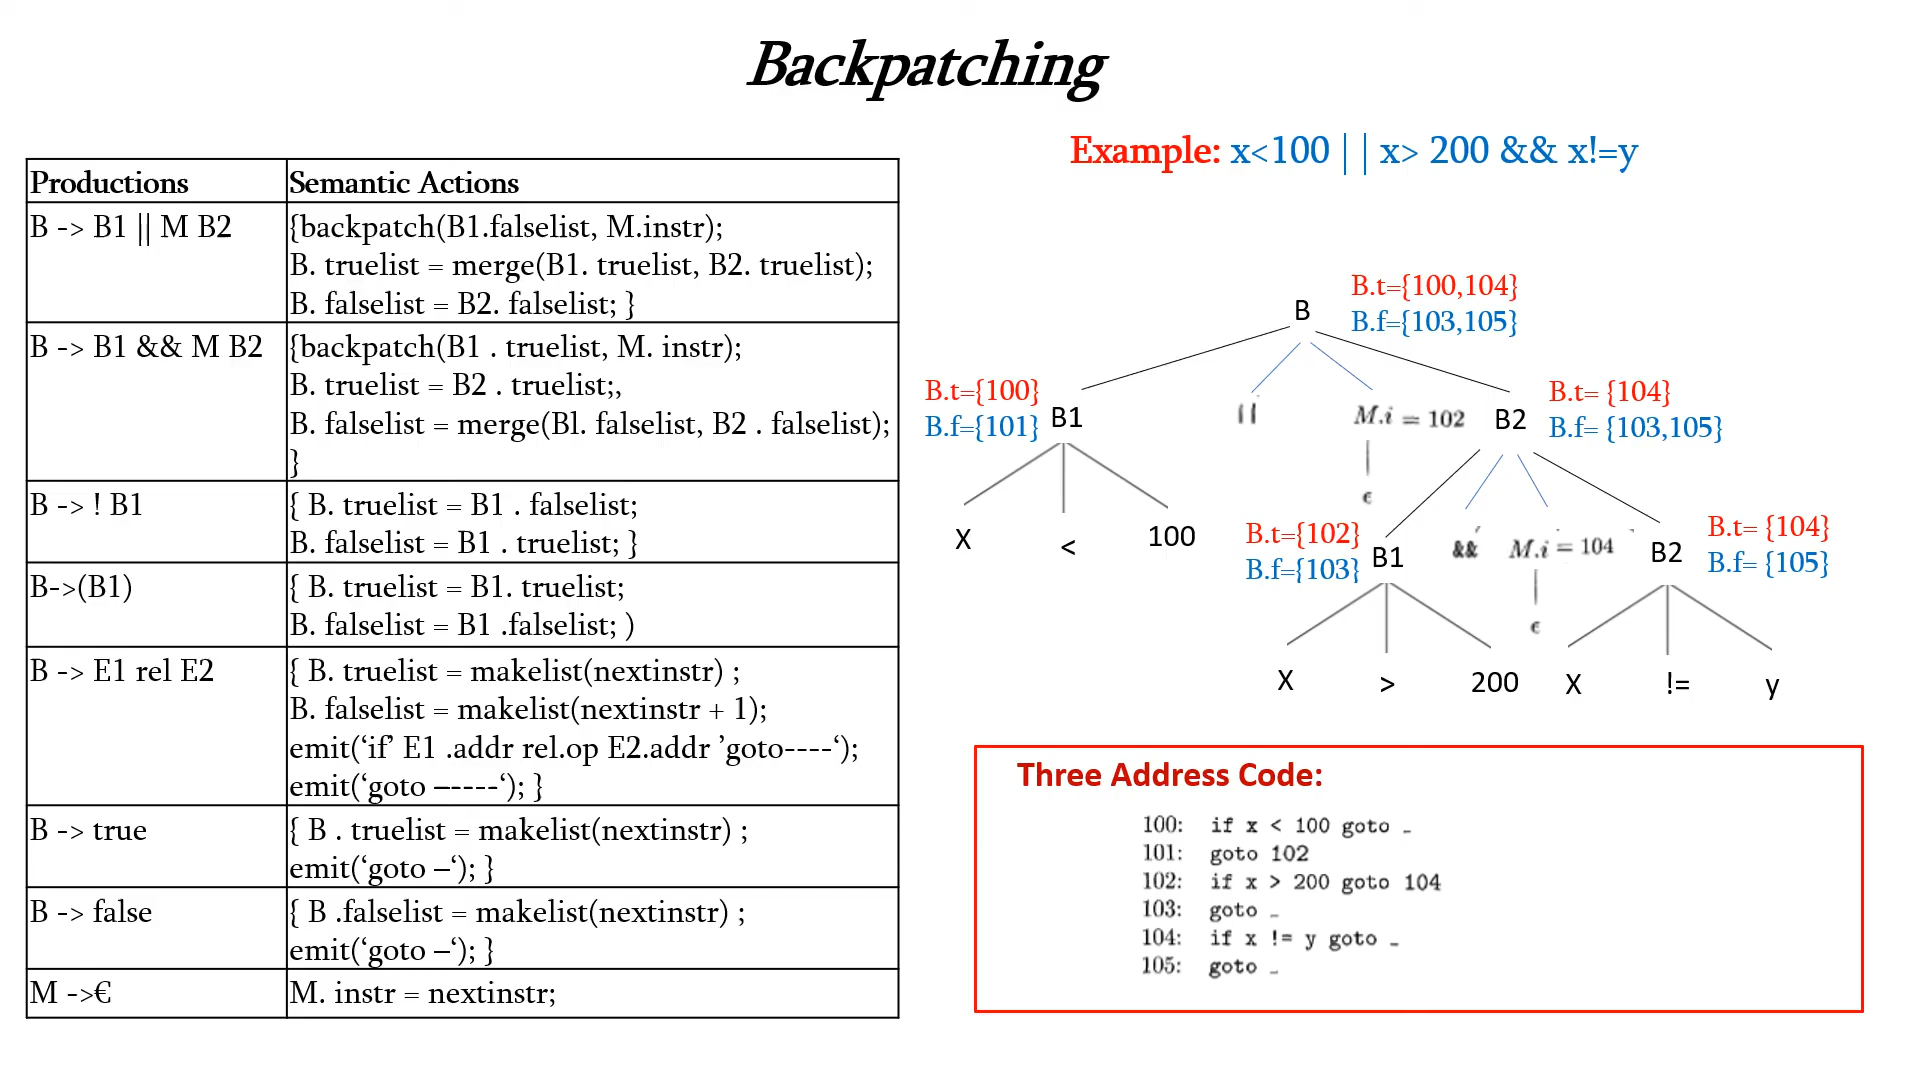 Backpatching
Productions Semantic Actions
B -> B1 || M B2 {backpatch(B1.falselist, M.instr);
B. truelist = merge(B1. truelist, B2. truelist);
B. falselist = B2. falselist; }
B -> B1 && M B2 {backpatch(B1 . truelist, M. instr);
B. truelist = B2 . truelist;,
B. falselist = merge(Bl. falselist, B2 . falselist);
}
B -> ! B1 { B. truelist = B1 . falselist;
B. falselist = B1 . truelist; }
B->(B1) { B. truelist = B1. truelist;
B. falselist = B1 .falselist; )
B -> E1 rel E2 { B. truelist = makelist(nextinstr) ;
B. falselist = makelist(nextinstr + 1);
emit(‘if’ E1 .addr rel.op E2.addr ’goto----‘);
emit(‘goto –----‘); }
B -> true { B . truelist = makelist(nextinstr) ;
emit(‘goto –‘); }
B -> false { B .falselist = makelist(nextinstr) ;
emit(‘goto –‘); }
M ->€ M. instr = nextinstr;
Example: x<100 || x> 200 && x!=y
B.t={100,104}
B
B.f={103,105}
B.t={100} B.t= {104}
B1 || M.i = 102 B2
B.f={101} B.f= {103,105}
ϵ
X < 100
B.t={102} B.t= {104}
B1 && M.i = 104 B2
B.f={103} B.f= {105}
ϵ
X > 200 X != y
Three Address Code:
100: if x < 100 goto _
101: goto 102
102: if x > 200 goto 104
103: goto _
104: if x != y goto _
105: goto _